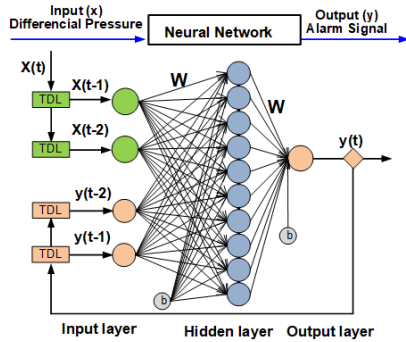 Input (x)
Differencial Pressure
Neural Network
Output (y)
Alarm Signal
X(t)
TDL
X(t-1)
W
W
TDL
X(t-2)
y(t)
TDL
y(t-2)
TDL
y(t-1)
b
b
Input layer
Hidden layer
Output layer